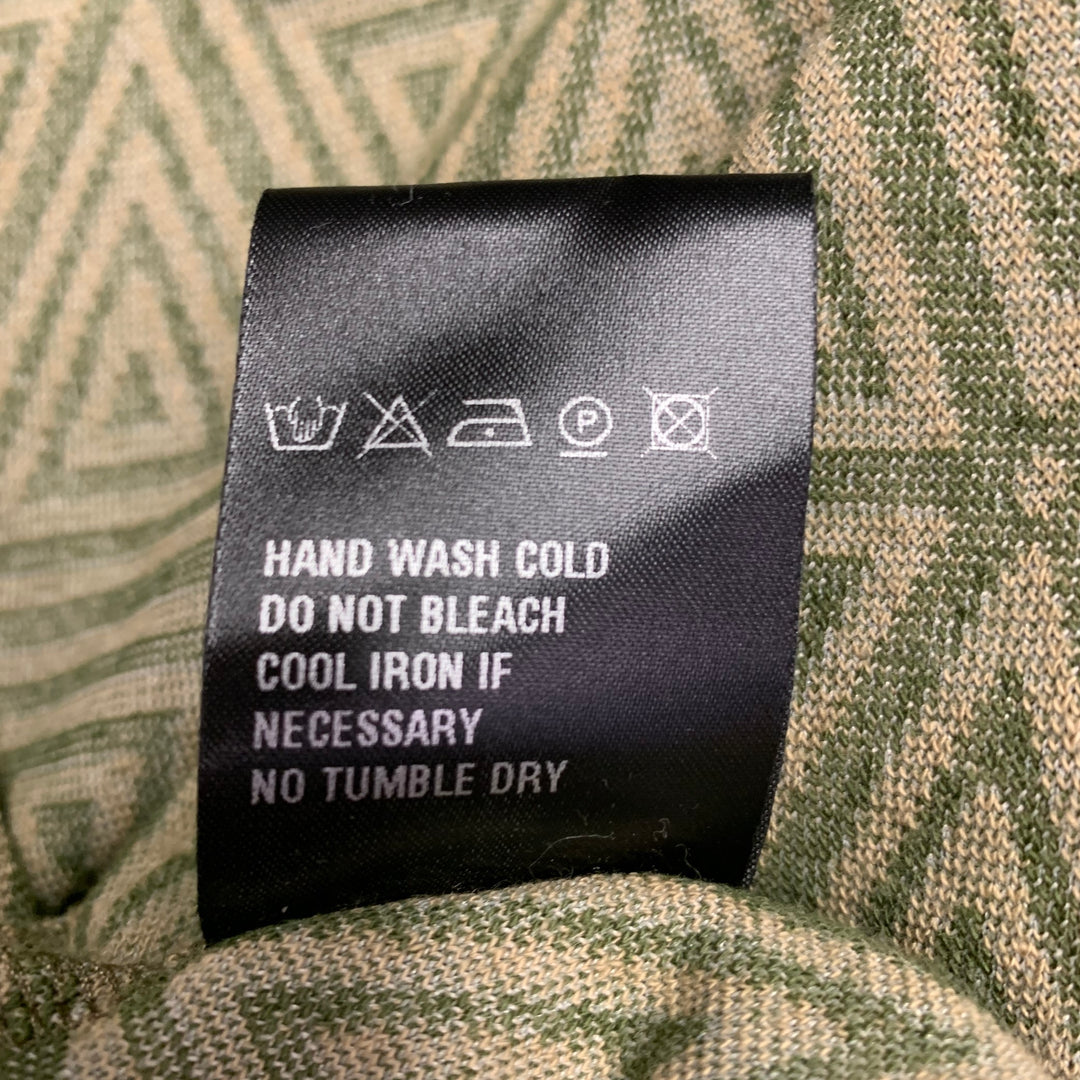 P
HAND WASH COLD
DO NOT BLEACH
COOL IRON IF
NECESSARY
NO TUMBLE DRY